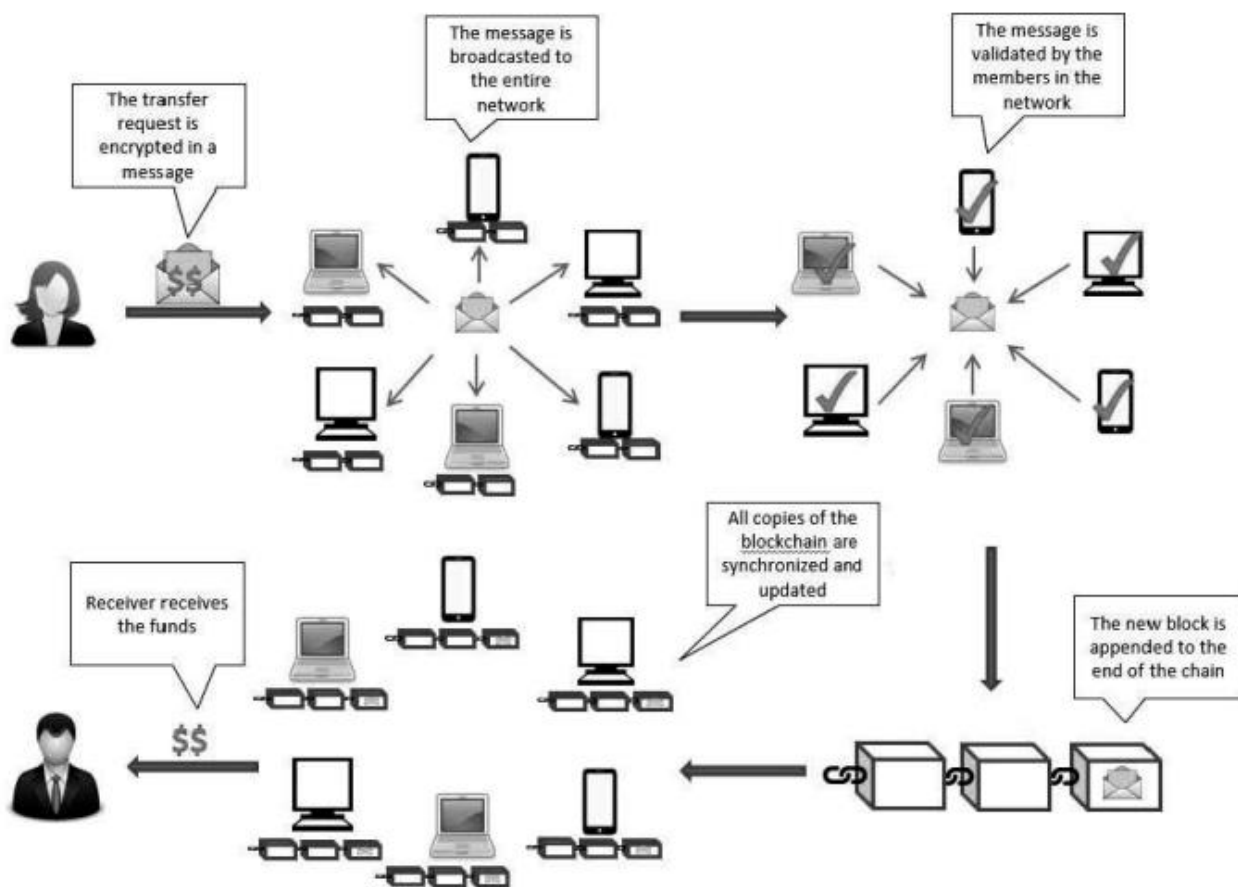 The transfer
request is
encrypted in a
message
$$
The message is
broadcasted to
the entire
network
The message is
validated by the
members in the
network
The new block is
appended to the
end of the chain
All copies of the
blockchain are
synchronized and
updated
Receiver receives
the funds
$$